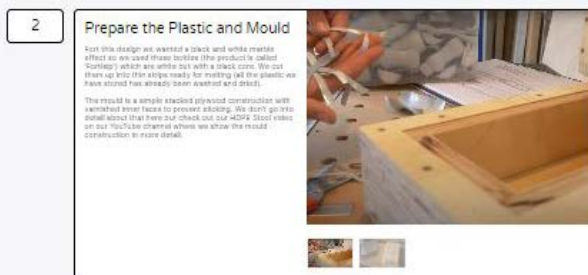 2
Prepare the Plastic and Mould
Fort this design we wanted a black and white marble
effect so we used these bottles (the product is called
'Fortisip') which are white but with a black core. We cut
them up into thin strips ready for melting (all the plastic we
have stored has already been washed and dried).
The mould is a simple stacked plywood construction with
varnished inner faces to prevent sticking. We don't go into
detail about that here but check out our HDPE Stool video
on our YouTube channel where we show the mould
construction in more detail.